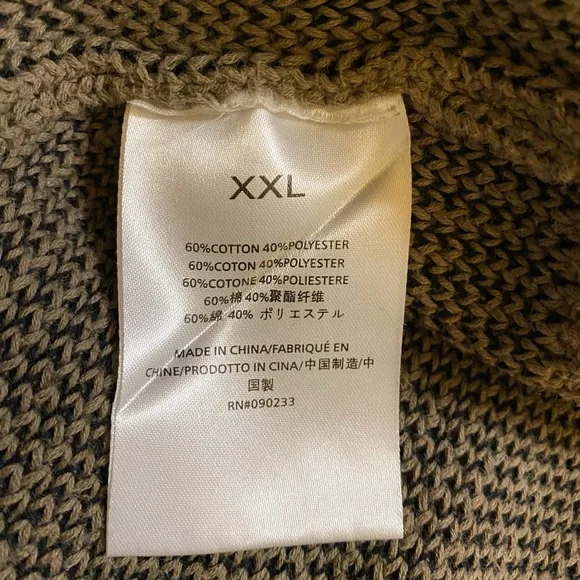 XXL
60%COTTON 40%POLYESTER
60%COTON 40%POLYESTER
60%COTONE 40%POLIESTERE
60%棉 40%聚酯纤维
60%綿 40% ポリエステル
MADE IN CHINA/FABRIQUÉ EN
CHINE/PRODOTTO IN CINA/中国制造/中
国製
RN#090233